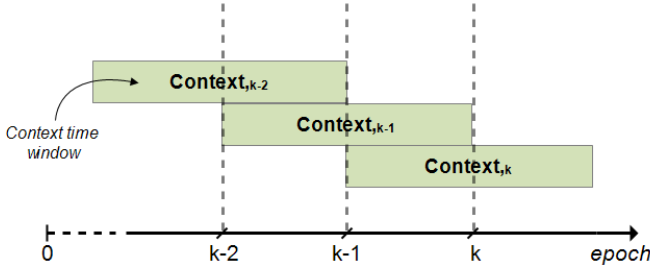 Context,k-2
Context,k-1
Context,k
Context time
window
0
k-2
k-1
k
epoch